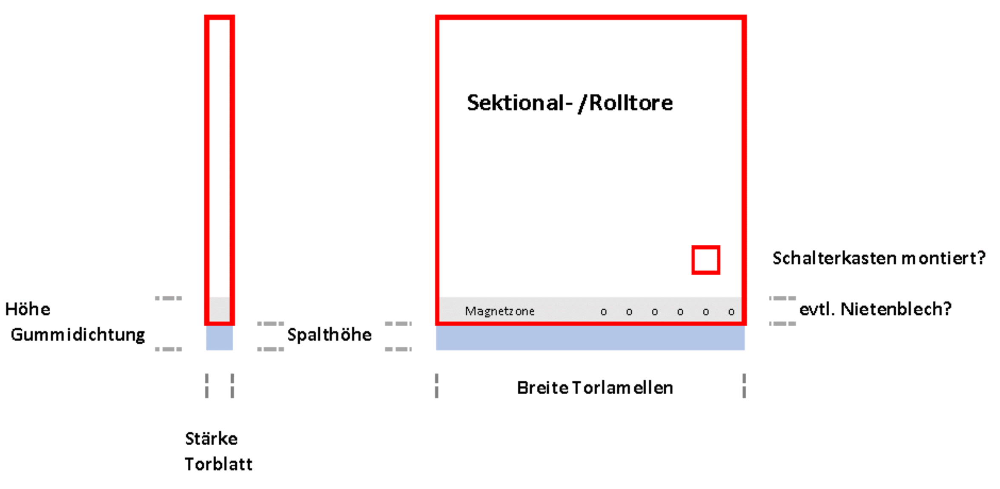 Sektional- /Rolltore
Schalterkasten montiert?
Höhe
Gummidichtung
Magnetzone o o o o o o
evtl. Nietenblech?
Spalthöhe
Breite Torlamellen
Stärke
Torblatt